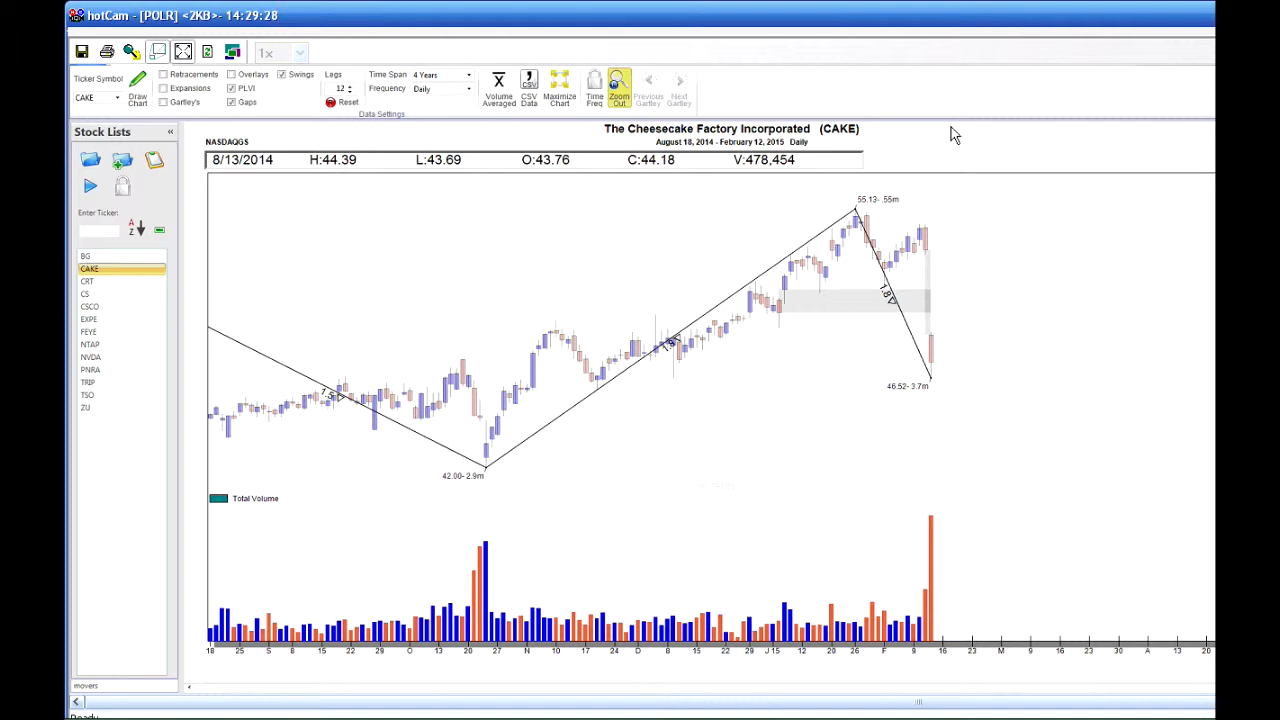 hotCam - [POLR] <2KB>- 14:29:28
1x
Ticker Symbol
CAKE
Draw Chart
Retracements
Expansions
Gartley's
Overlays
PLVI
Gaps
Swings
Legs
12
Reset
Time Span 4 Years
Frequency Daily
Data Settings
Volume Averaged
CSV
CSV Data
Maximize Chart
Time Freq
Zoom Out
Previous Gartley
Next Gartley
Stock Lists «
Enter Ticker:
A
Z
BG
CAKE
CRT
CS
CSCO
EXPE
FEYE
NTAP
NVDA
PNRA
TRIP
TSO
ZU
movers
The Cheesecake Factory Incorporated (CAKE)
NASDAQGS
August 18, 2014 - February 12, 2015 Daily
8/13/2014 H:44.39 L:43.69 O:43.76 C:44.18 V:478,454
55.13- .55m
1.8
46.52- 3.7m
1.5
42.00- 2.9m
Total Volume
18 25 S 8 15 22 29 O 13 20 27 N 10 17 24 D 8 15 22 29 J 15 12 20 26 F 9 16 23 M 9 16 23 30 A 13 20
Ready